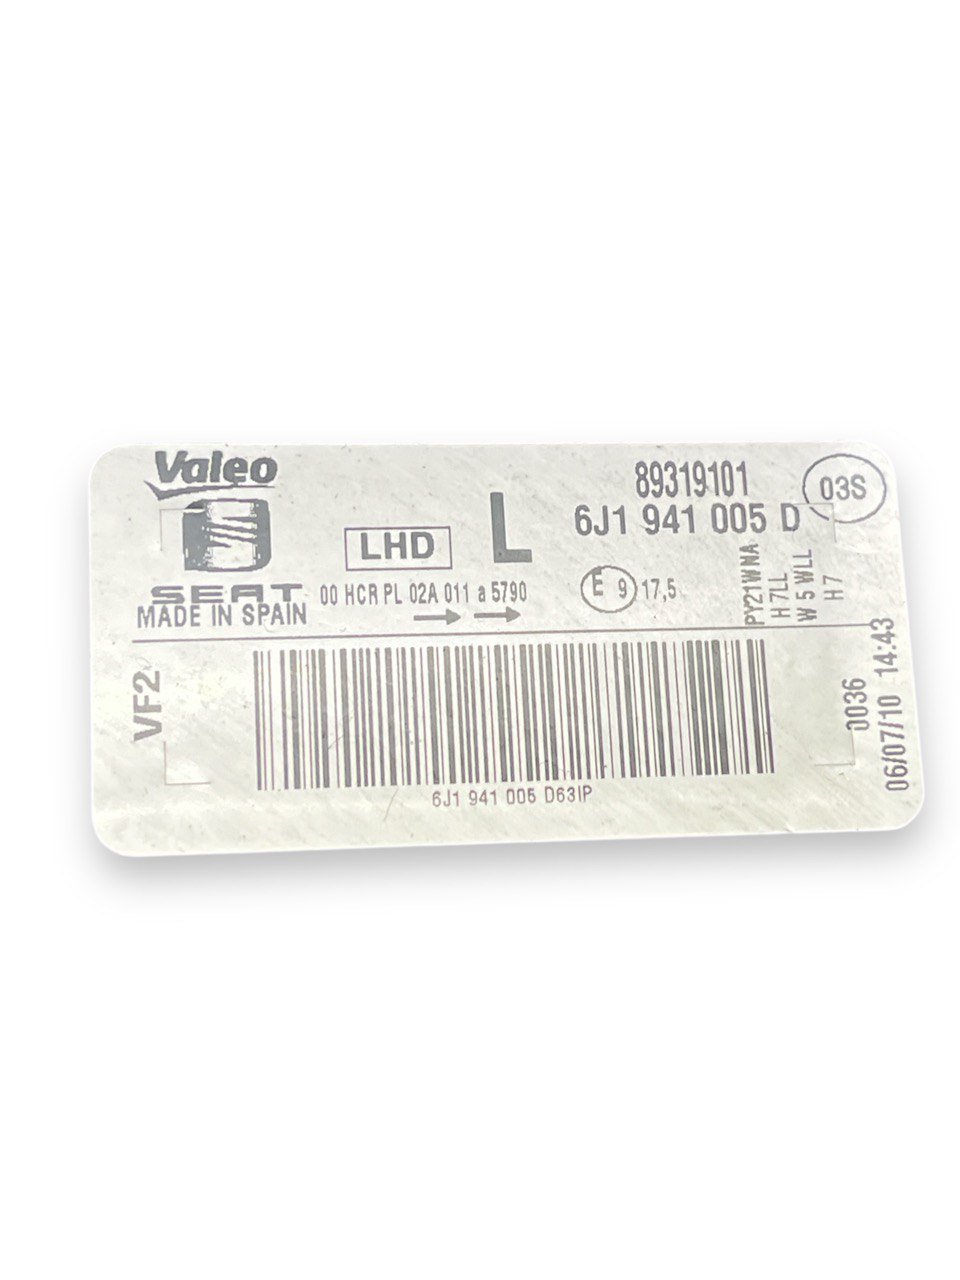 Valeo
SEAT
MADE IN SPAIN
LHD
L
00 HCR PL 02A 011 a 5790
89319101
6J1 941 005 D
03S
E 9 17,5
PY21WNA
H 7LL
W 5 WLL
H 7
VF2
6J1 941 005 D63IP
0036
06/07/10 14:43